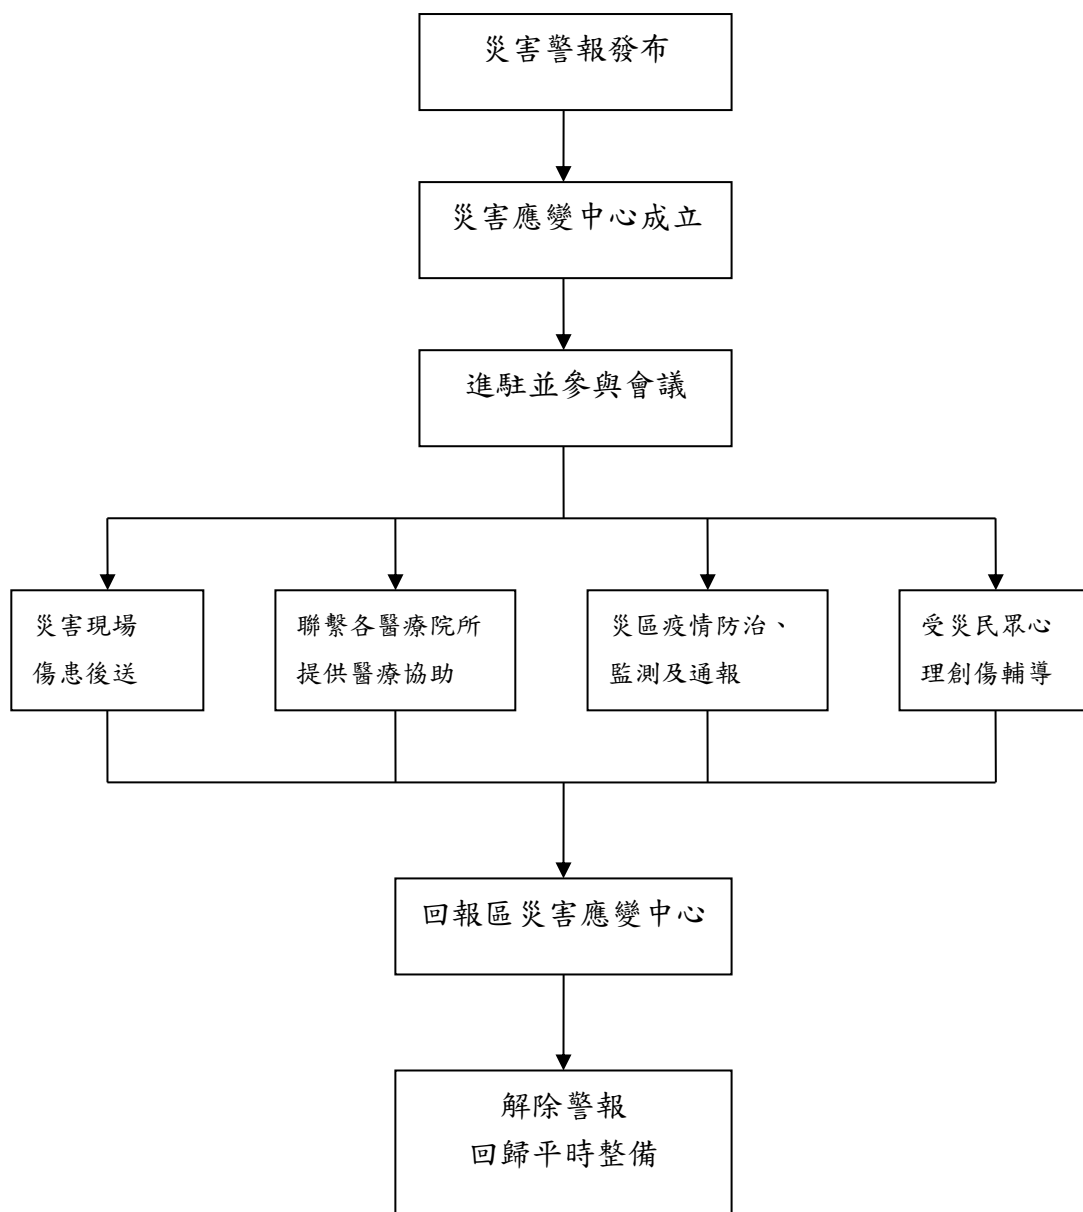 災害警報發布
災害應變中心成立
進駐並參與會議
災害現場
傷患後送
聯繫各醫療院所
提供醫療協助
災區疫情防治、
監測及通報
受災民眾心
理創傷輔導
回報區災害應變中心
解除警報
回歸平時整備